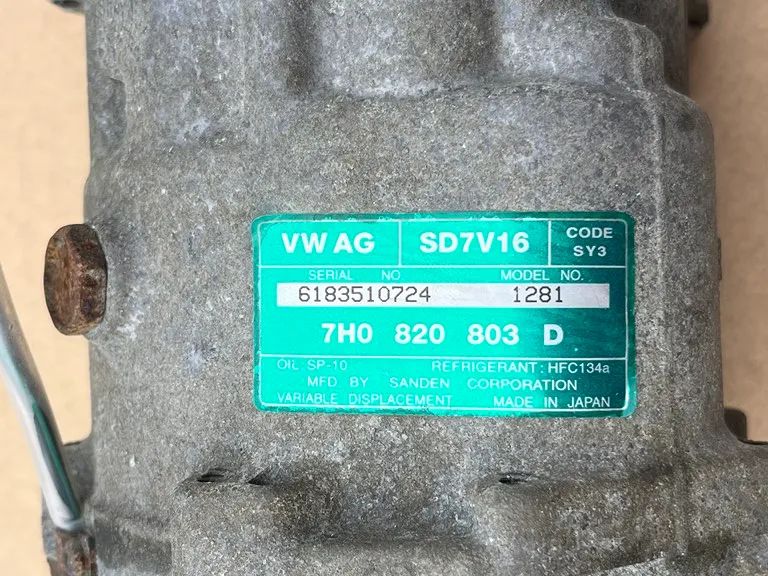 VW AG SD7V16 CODE SY3
SERIAL NO. MODEL NO.
6183510724 1281
7H0 820 803 D
OIL: SP-10 REFRIGERANT: HFC134a
MFD BY SANDEN CORPORATION
VARIABLE DISPLACEMENT MADE IN JAPAN